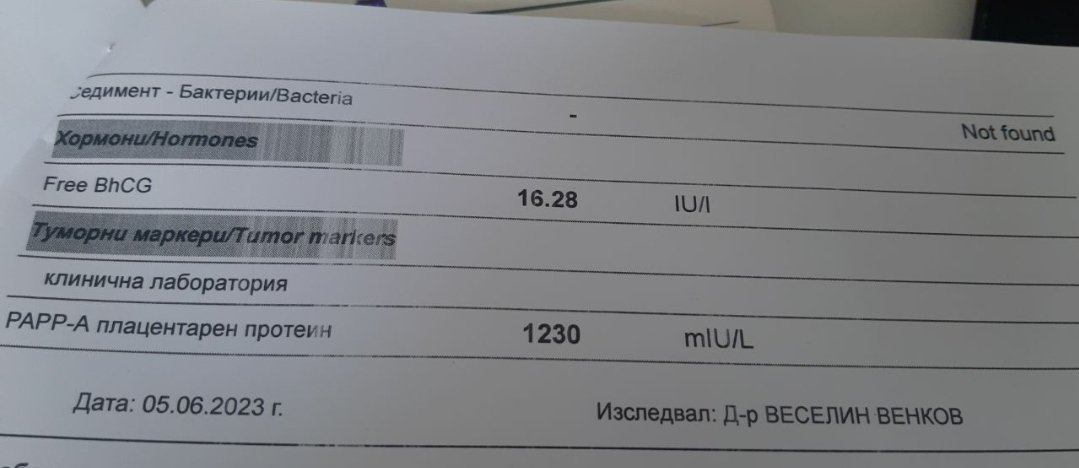 Седимент - Бактерии/Bacteria - Not found
Хормони/Hormones
Free BhCG 16.28 IU/l
Туморни маркери/Tumor markers
клинична лаборатория
PAPP-A плацентарен протеин 1230 mIU/L
Дата: 05.06.2023 г. Изследвал: Д-р ВЕСЕЛИН ВЕНКОВ